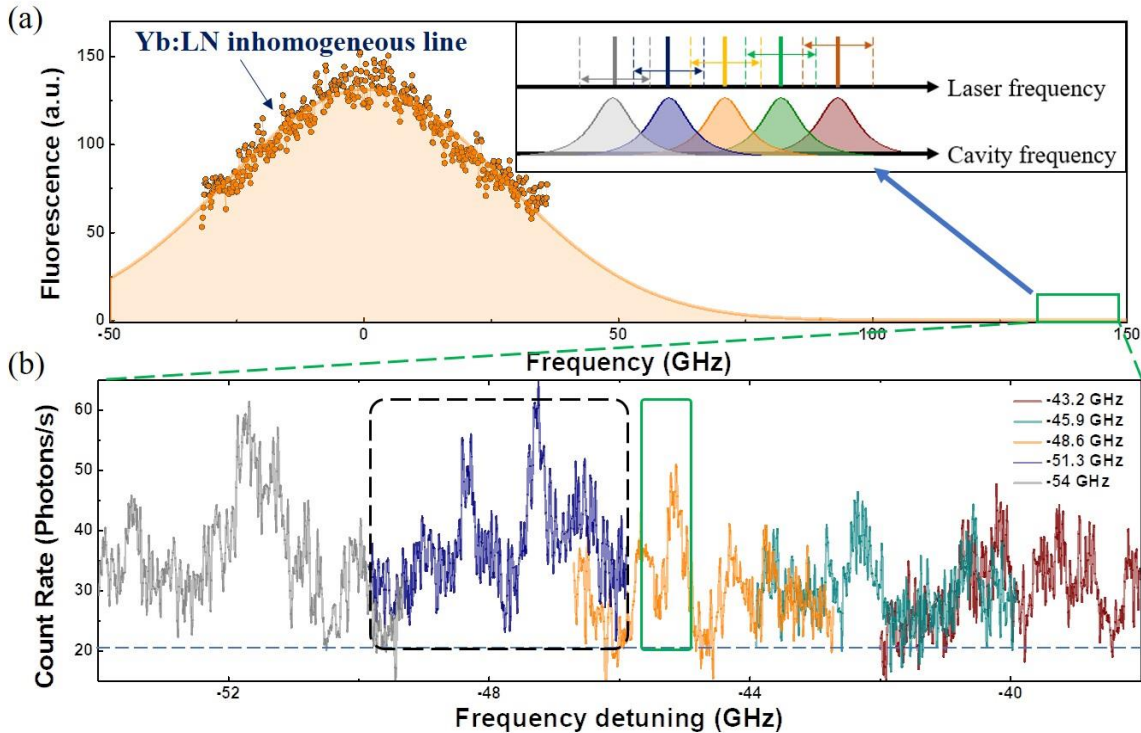 (a)
Yb:LN inhomogeneous line
Fluorescence (a.u.)
150
100
50
0
-50
0
50
100
150
Frequency (GHz)
Laser frequency
Cavity frequency
(b)
Count Rate (Photons/s)
60
50
40
30
20
-52
-48
-44
-40
Frequency detuning (GHz)
-43.2 GHz
-45.9 GHz
-48.6 GHz
-51.3 GHz
-54 GHz